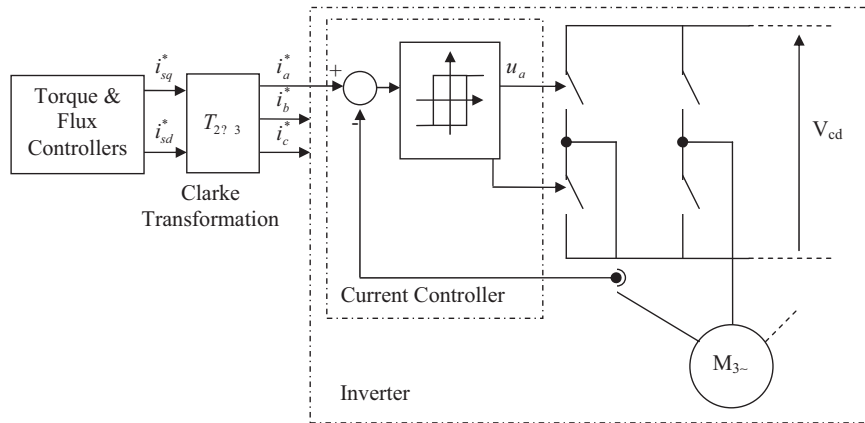 Torque &
Flux
Controllers
i*sq
i*sd
T2? 3
Clarke
Transformation
i*a
i*b
i*c
+
-
ua
Current Controller
Inverter
Vcd
M3~